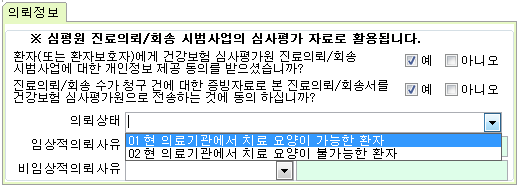 의뢰정보
※ 심평원 진료의뢰/회송 시범사업의 심사평가 자료로 활용됩니다.
환자(또는 환자보호자)에게 건강보험 심사평가원 진료의뢰/회송 예 아니오
시범사업에 대한 개인정보 제공 동의를 받으셨습니까?
진료의뢰/회송 수가 청구 건에 대한 증빙자료로 본 진료의뢰/회송서를 예 아니오
건강보험 심사평가원으로 전송하는 것에 동의 하십니까?
의뢰상태
01 현 의료기관에서 치료 요양이 가능한 환자
임상적의뢰사유
02 현 의료기관에서 치료 요양이 불가능한 환자
비임상적의뢰사유